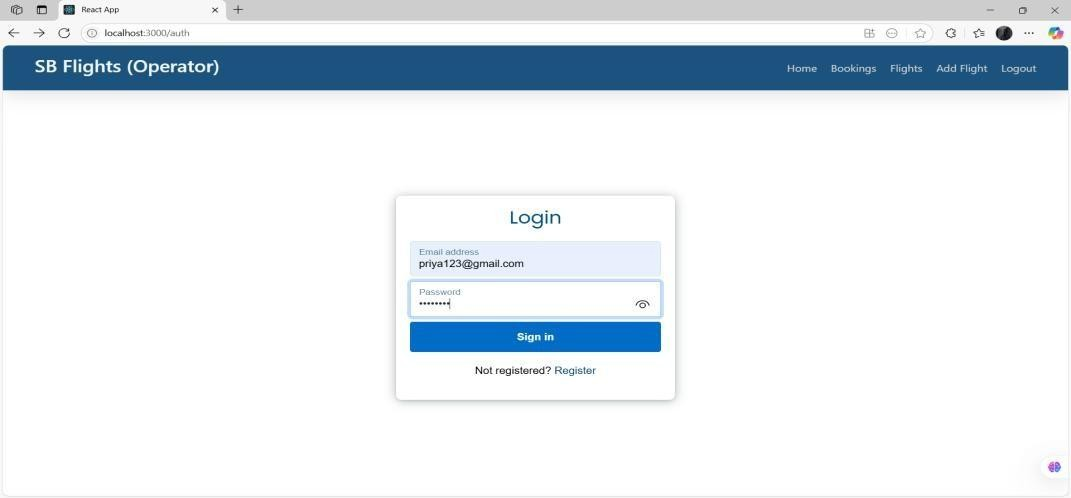 React App
localhost:3000/auth
SB Flights (Operator)
Home Bookings Flights Add Flight Logout
Login
Email address
priya123@gmail.com
Password
••••••••
Sign in
Not registered? Register